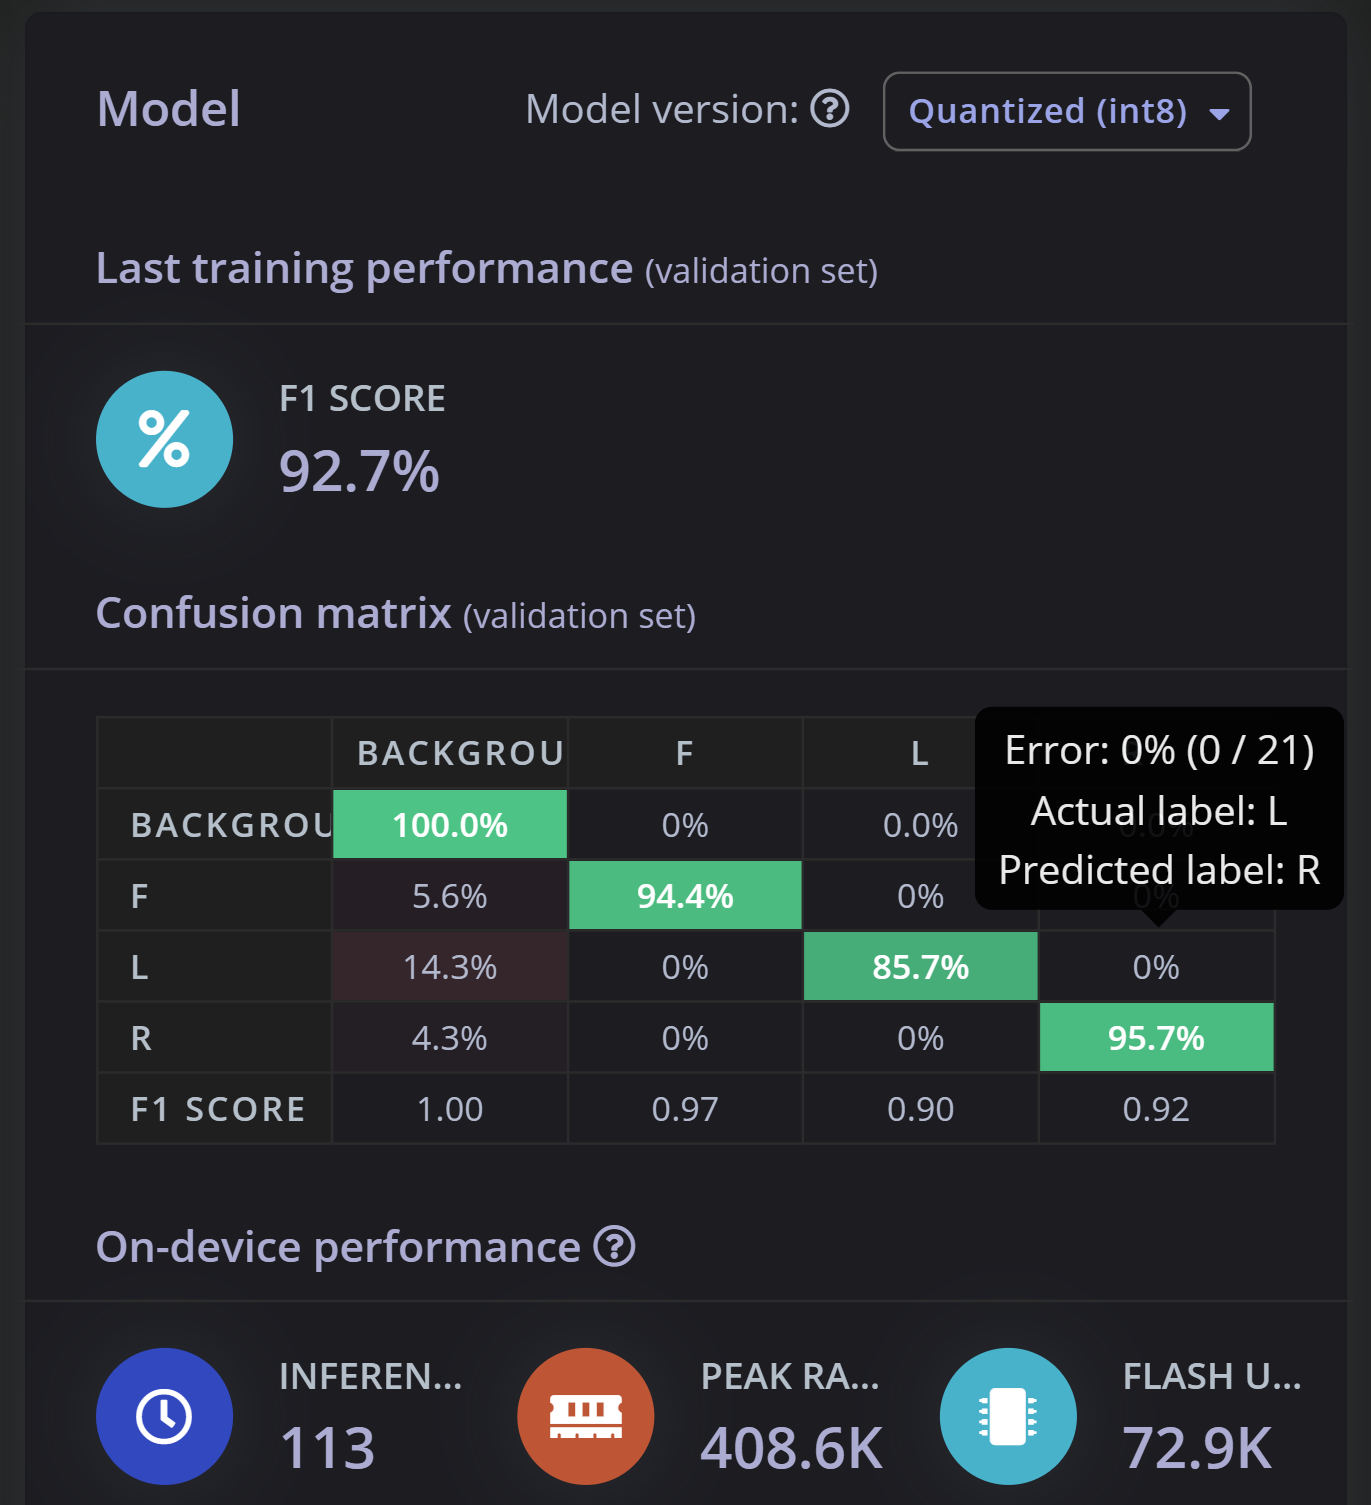 Model
Model version: ? Quantized (int8)
Last training performance (validation set)
%
F1 SCORE
92.7%
Confusion matrix (validation set)
BACKGROU F L
BACKGROU 100.0% 0% 0.0% 0.0%
F 5.6% 94.4% 0% 0%
L 14.3% 0% 85.7% 0%
R 4.3% 0% 0% 95.7%
F1 SCORE 1.00 0.97 0.90 0.92
Error: 0% (0 / 21)
Actual label: L
Predicted label: R
On-device performance ?
INFEREN... PEAK RA... FLASH U...
113 408.6K 72.9K